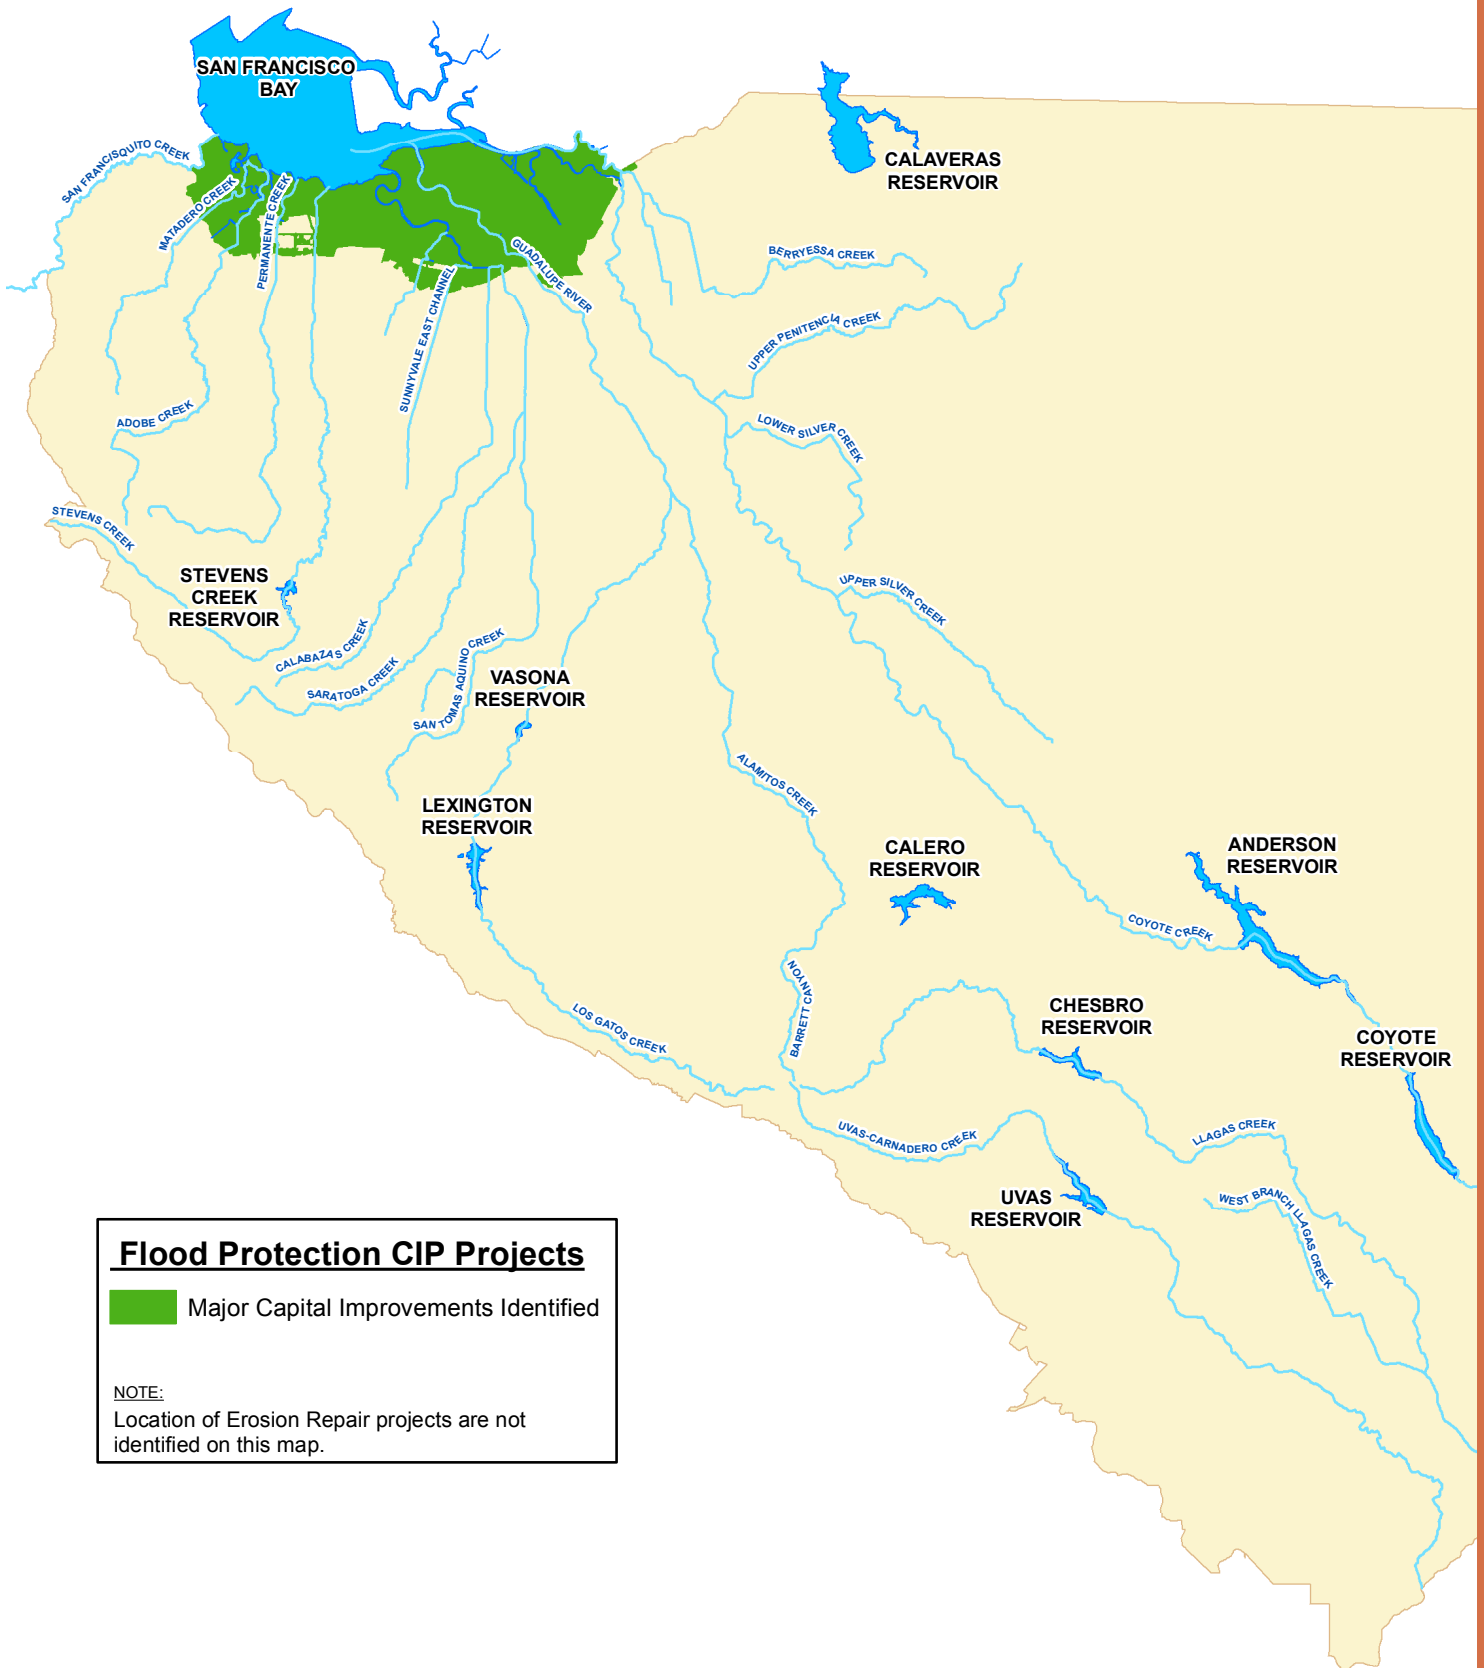 SAN FRANCISCO
BAY
CALAVERAS
RESERVOIR
SAN FRANCISQUITO CREEK
MATADERO CREEK
PERMANENTE CREEK
GUADALUPE RIVER
BERRYESSA CREEK
SUNNYVALE EAST CHANNEL
UPPER PENITENCIA CREEK
ADOBE CREEK
LOWER SILVER CREEK
STEVENS CREEK
STEVENS
CREEK
RESERVOIR
UPPER SILVER CREEK
CALABAZAS CREEK
SARATOGA CREEK
SAN TOMAS AQUINO CREEK
VASONA
RESERVOIR
ALAMITOS CREEK
LEXINGTON
RESERVOIR
CALERO
RESERVOIR
ANDERSON
RESERVOIR
COYOTE CREEK
BARRETT CANYON
LOS GATOS CREEK
CHESBRO
RESERVOIR
COYOTE
RESERVOIR
UVAS-CARNADERO CREEK
LLAGAS CREEK
UVAS
RESERVOIR
WEST BRANCH LLAGAS CREEK
Flood Protection CIP Projects
Major Capital Improvements Identified
NOTE:
Location of Erosion Repair projects are not
identified on this map.